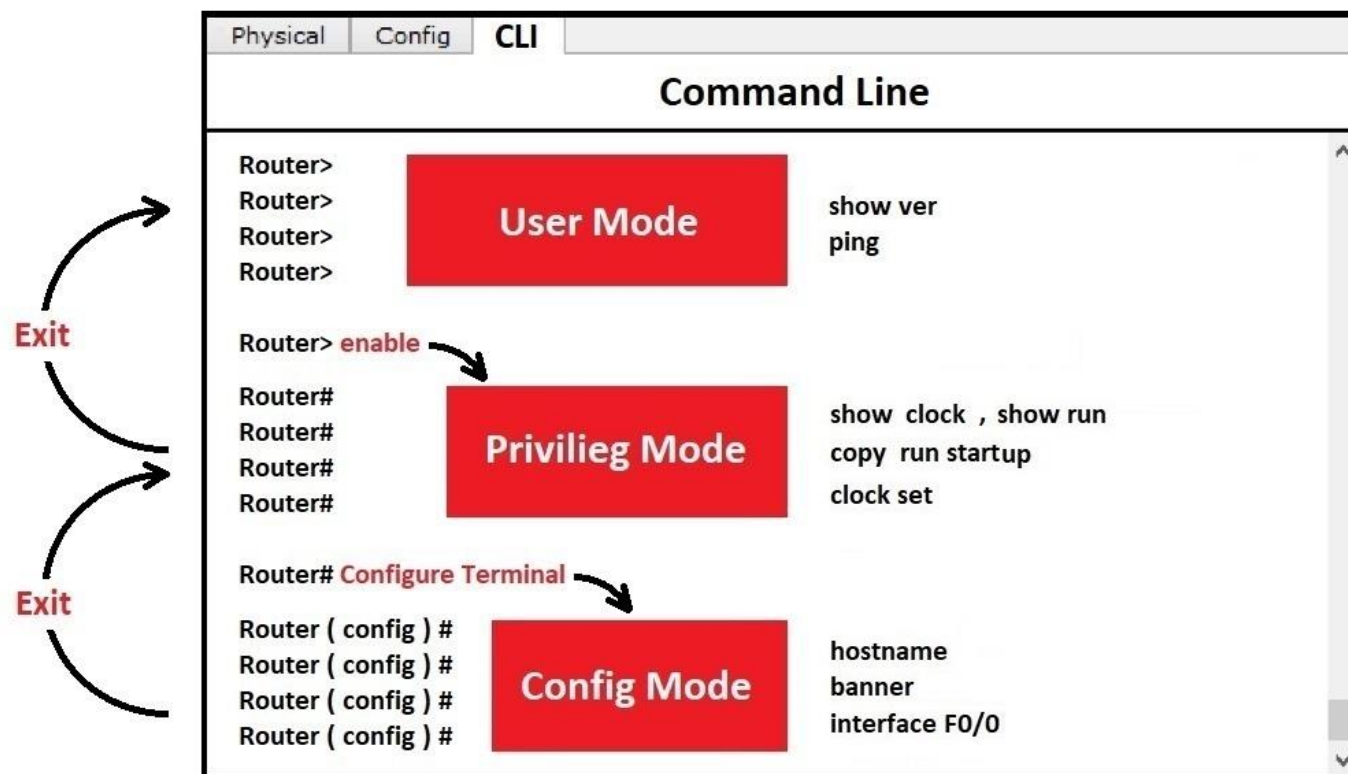 Physical Config CLI
Command Line
Router>
Router>
Router>
Router>
User Mode
show ver
ping
Exit
Router> enable
Router#
Router#
Router#
Router#
Privilieg Mode
show clock , show run
copy run startup
clock set
Exit
Router# Configure Terminal
Router ( config ) #
Router ( config ) #
Router ( config ) #
Router ( config ) #
Config Mode
hostname
banner
interface F0/0